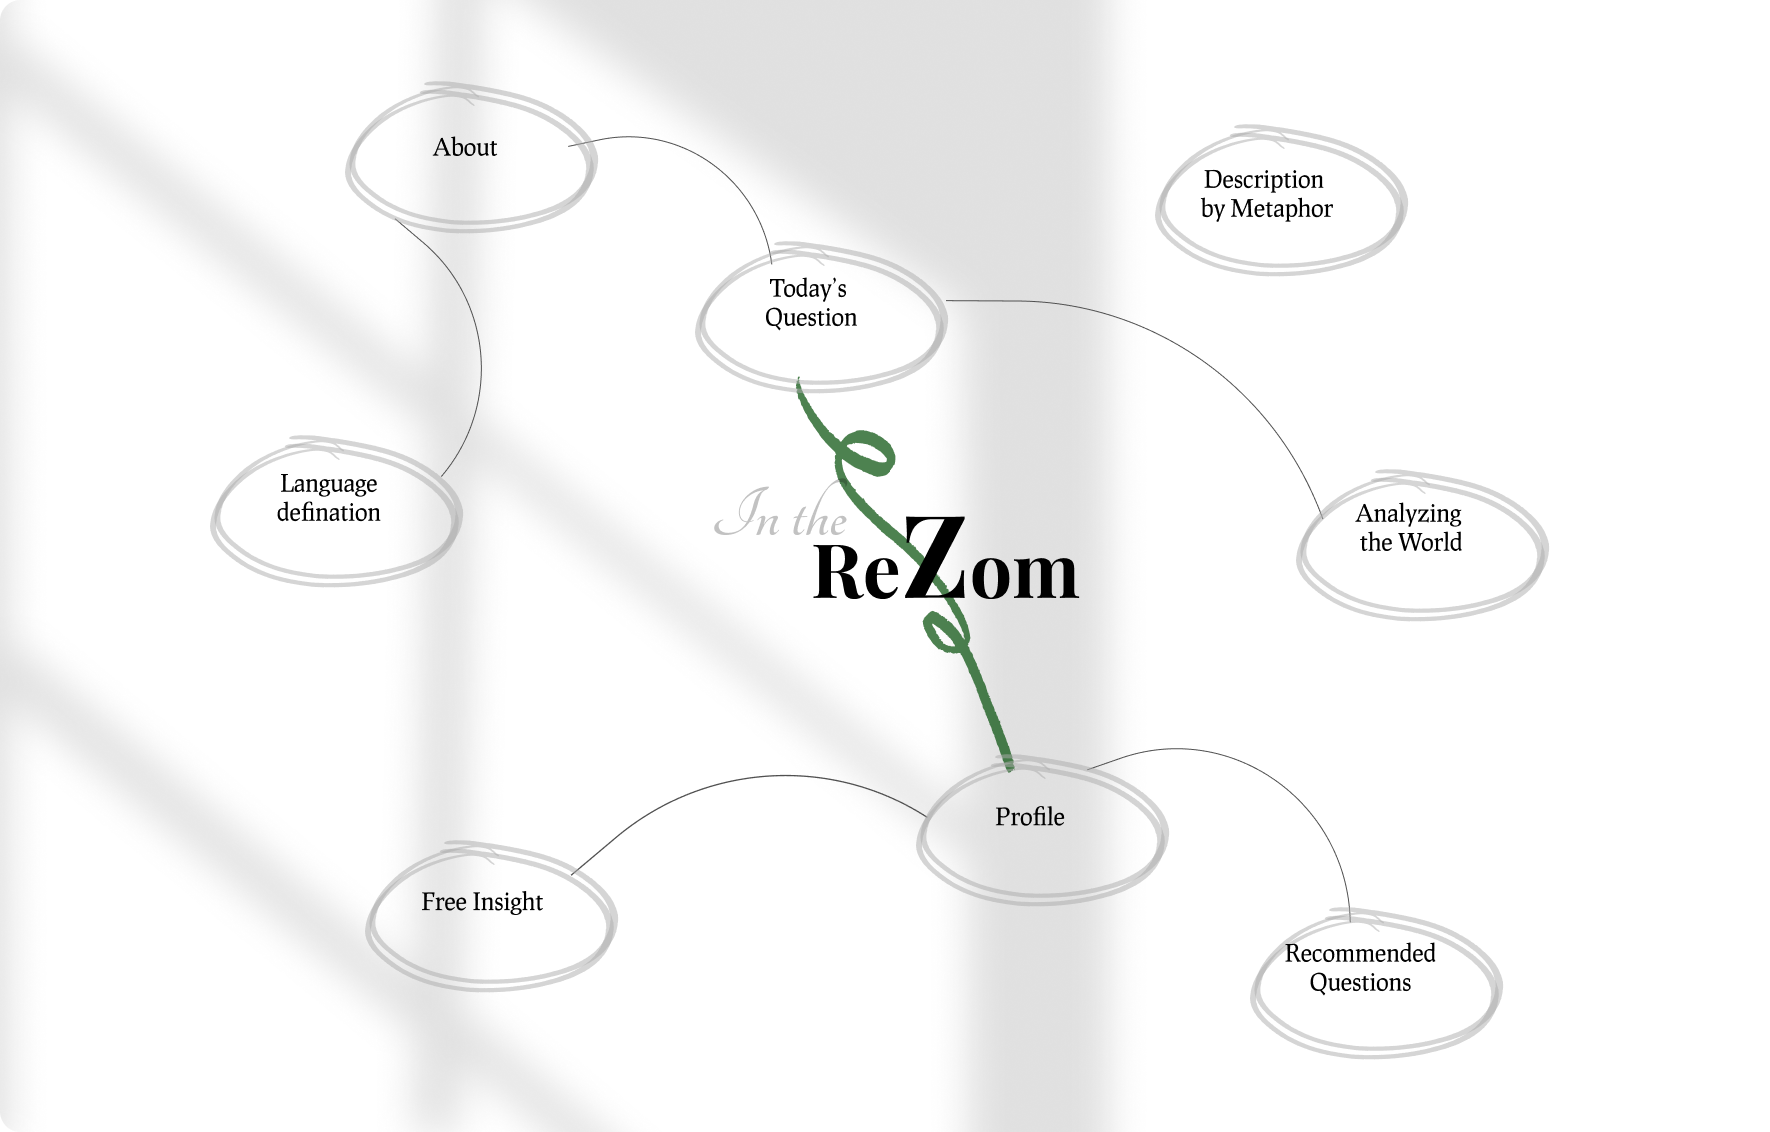 About
Description
by Metaphor
Today's
Question
Language
defination
Analyzing
the World
In the
ReZom
Profile
Free Insight
Recommended
Questions